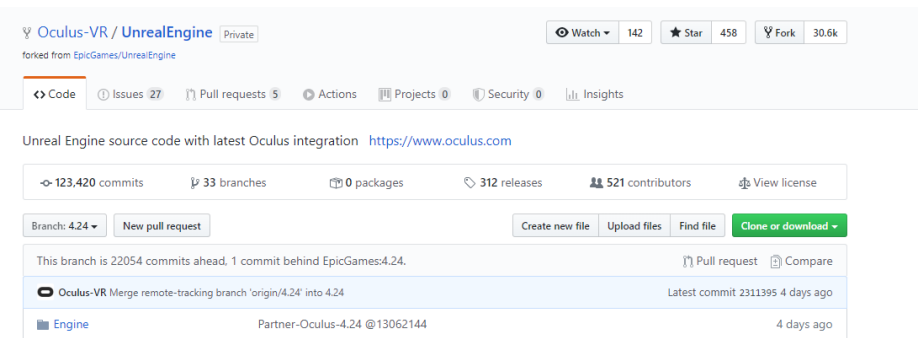 Oculus-VR / UnrealEngine Private Watch 142 Star 458 Fork 30.6k
forked from EpicGames/UnrealEngine
Code Issues 27 Pull requests 5 Actions Projects 0 Security 0 Insights
Unreal Engine source code with latest Oculus integration https://www.oculus.com
123,420 commits 33 branches 0 packages 312 releases 521 contributors View license
Branch: 4.24 New pull request Create new file Upload files Find file Clone or download
This branch is 22054 commits ahead, 1 commit behind EpicGames:4.24. Pull request Compare
Oculus-VR Merge remote-tracking branch 'origin/4.24' into 4.24 Latest commit 2311395 4 days ago
Engine Partner-Oculus-4.24 @13062144 4 days ago